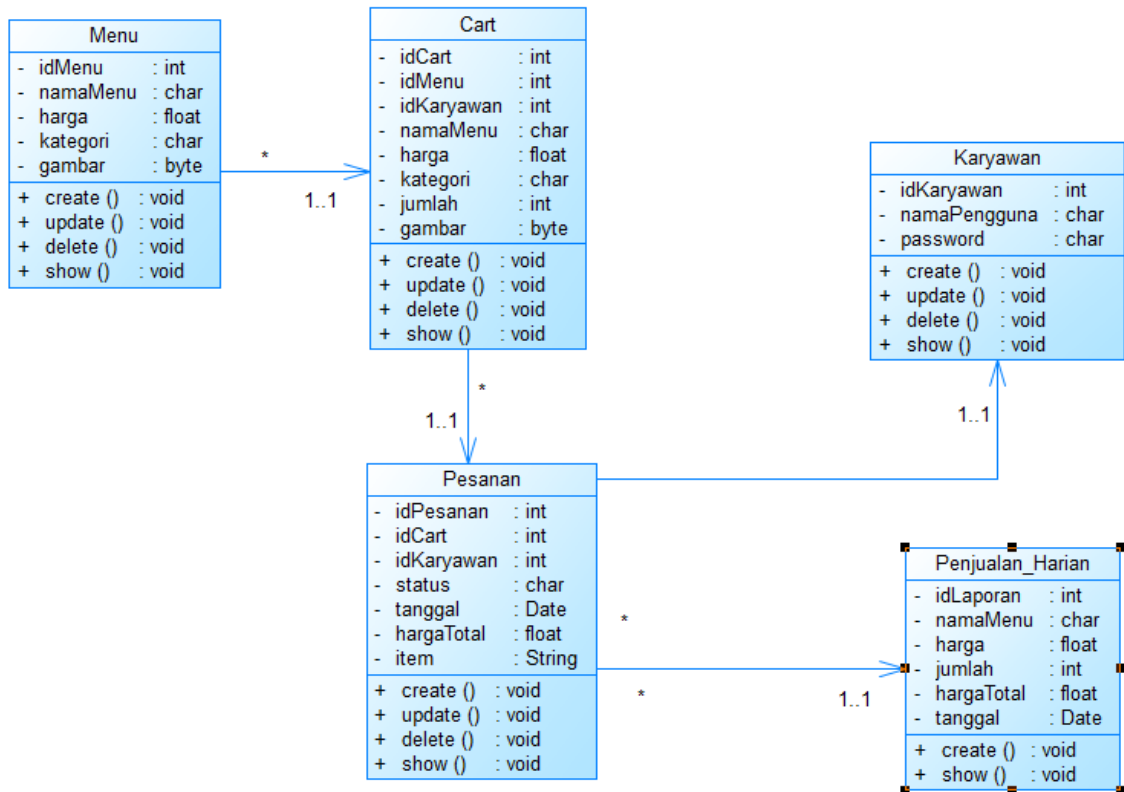 Menu
- idMenu : int
- namaMenu : char
- harga : float
- kategori : char
- gambar : byte
+ create () : void
+ update () : void
+ delete () : void
+ show () : void
*
1..1
Cart
- idCart : int
- idMenu : int
- idKaryawan : int
- namaMenu : char
- harga : float
- kategori : char
- jumlah : int
- gambar : byte
+ create () : void
+ update () : void
+ delete () : void
+ show () : void
*
1..1
Karyawan
- idKaryawan : int
- namaPengguna : char
- password : char
+ create () : void
+ update () : void
+ delete () : void
+ show () : void
1..1
Pesanan
- idPesanan : int
- idCart : int
- idKaryawan : int
- status : char
- tanggal : Date
- hargaTotal : float
- item : String
+ create () : void
+ update () : void
+ delete () : void
+ show () : void
*
*
1..1
Penjualan_Harian
- idLaporan : int
- namaMenu : char
- harga : float
- jumlah : int
- hargaTotal : float
- tanggal : Date
+ create () : void
+ show () : void